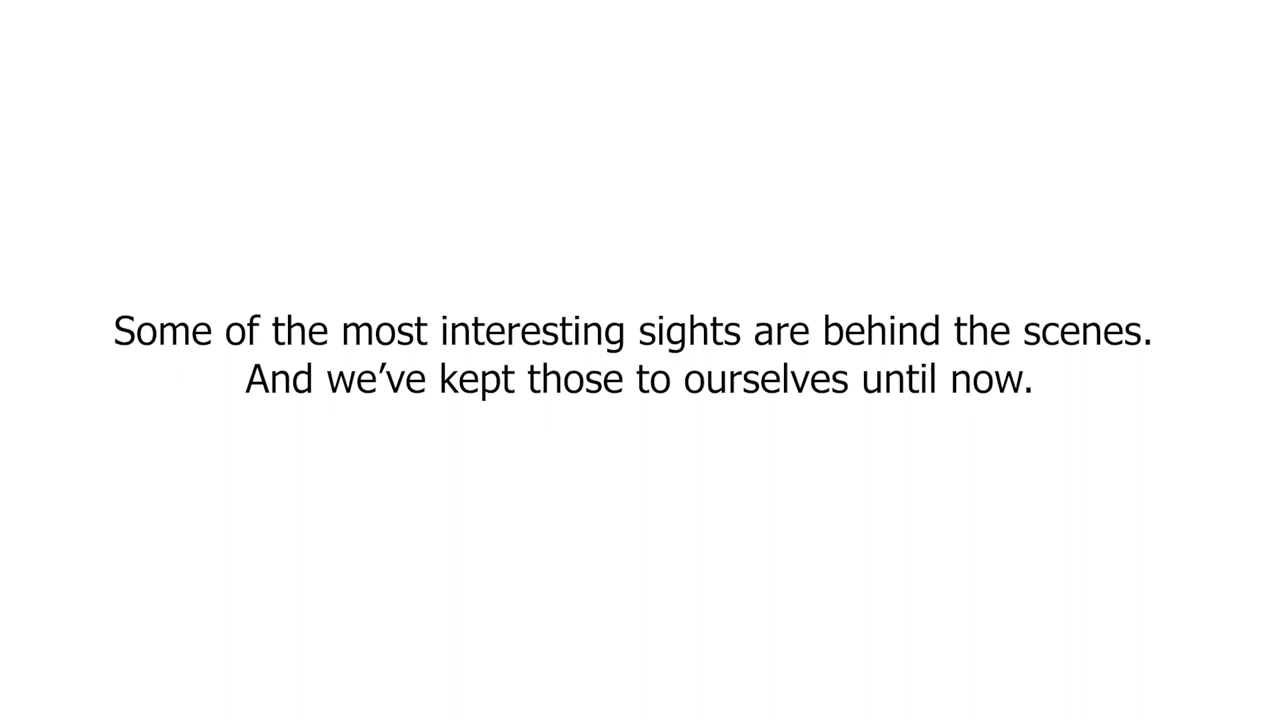 Some of the most interesting sights are behind the scenes.
And we’ve kept those to ourselves until now.